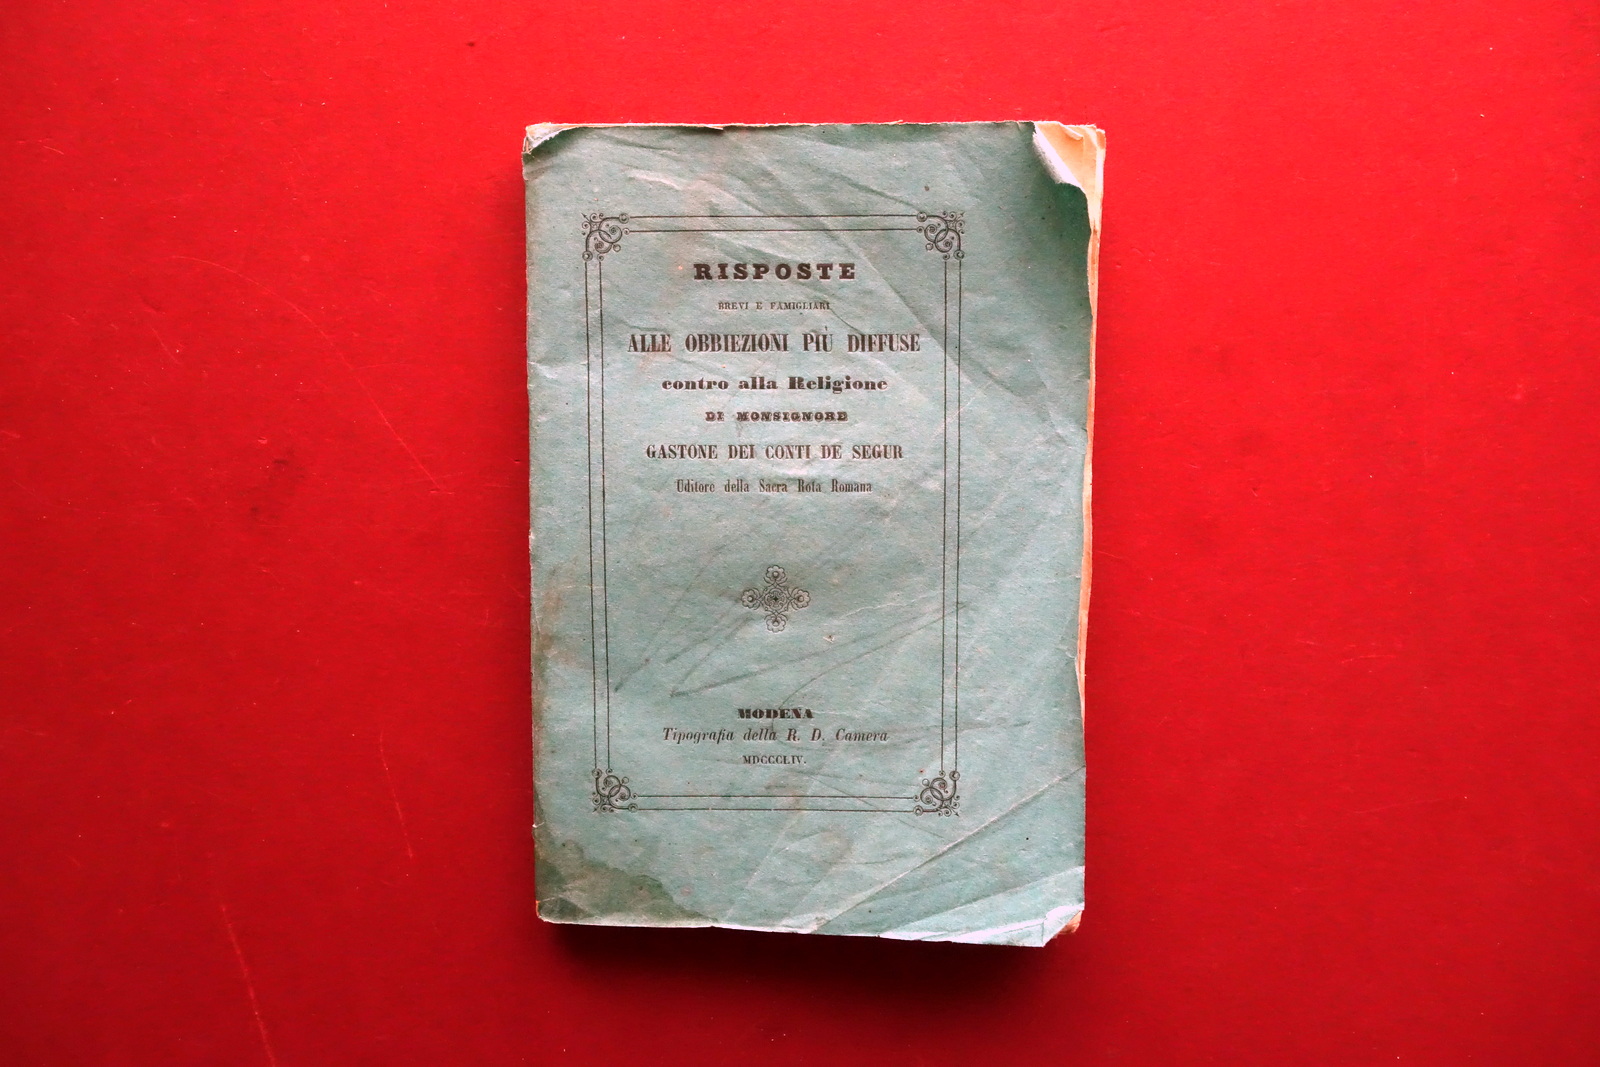 RISPOSTE
BREVI E FAMIGLIARI
ALLE OBBIEZIONI PIÙ DIFFUSE
contro alla Religione
DI MONSIGNORE
GASTONE DEI CONTI DE SEGUR
Uditore della Sacra Rota Romana
MODENA
Tipografia della R. D. Camera
MDCCCLIV.